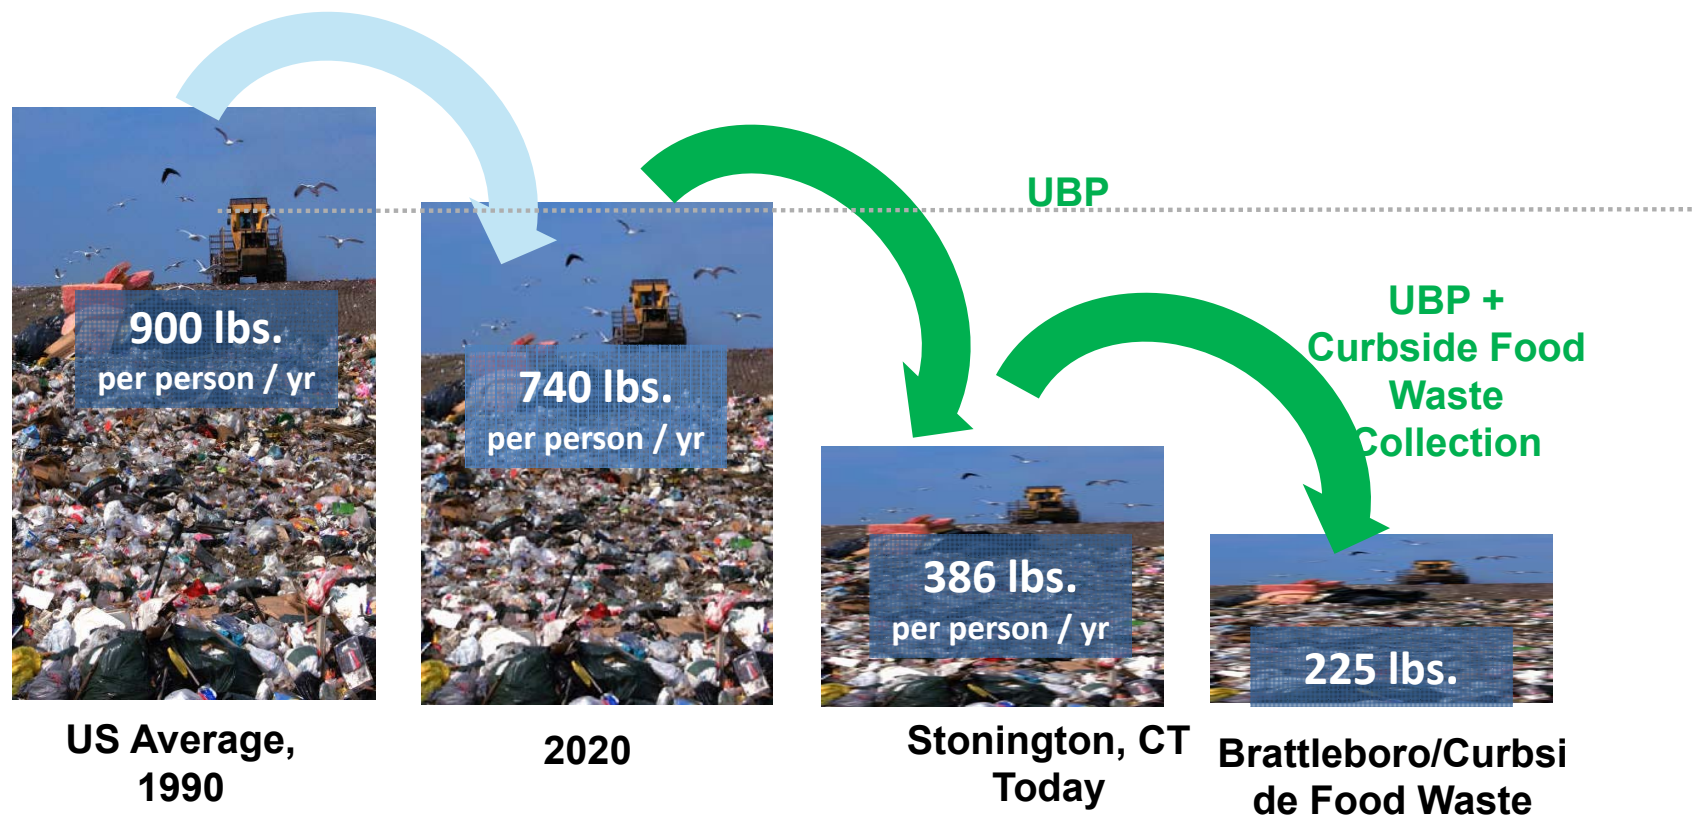 UBP
UBP +
Curbside Food
Waste
Collection
900 lbs.
per person / yr
740 lbs.
per person / yr
386 lbs.
per person / yr
225 lbs.
US Average,
1990
2020
Stonington, CT
Today
Brattleboro/Curbsi
de Food Waste